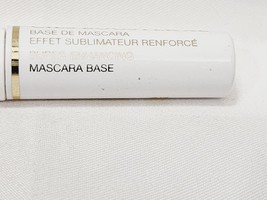 BASE DE MASCARA
EFFET SUBLIMATEUR RENFORCÉ
MASCARA BASE